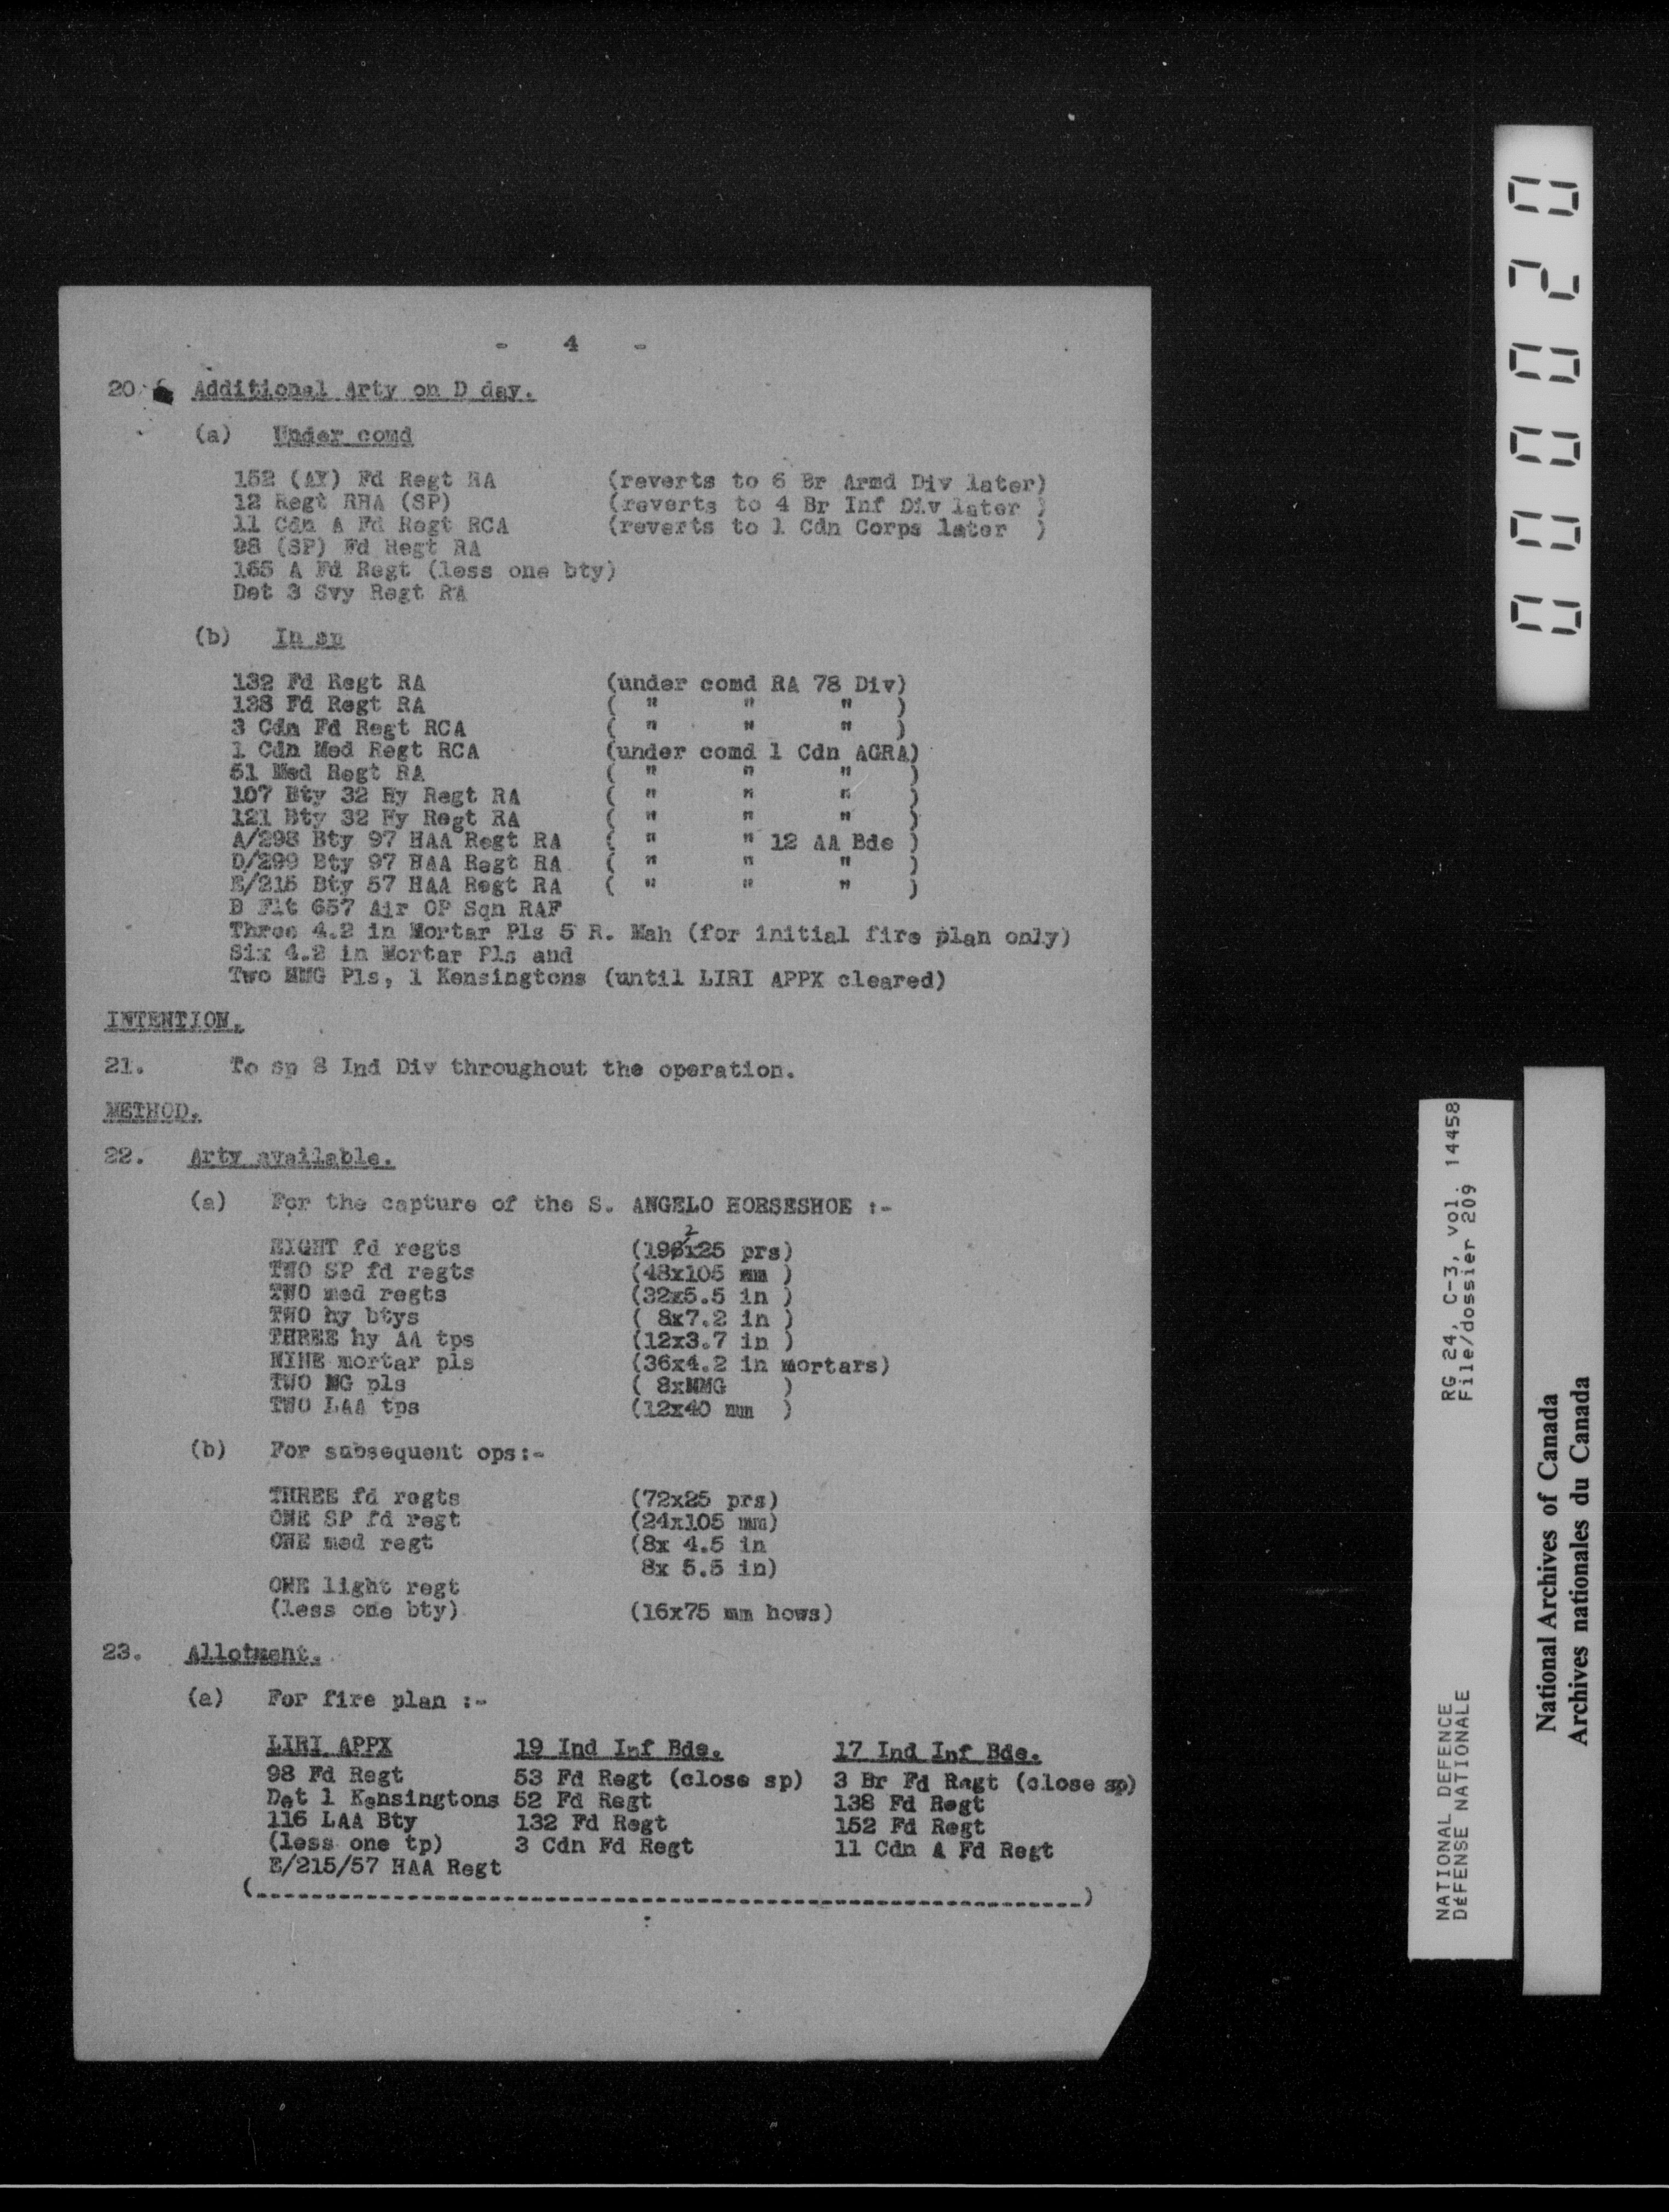 - 4 -
20. Additional Arty on D day.
(a) Under comd
152 (AY) Fd Regt RA (reverts to 6 Br Armd Div later)
12 Regt RHA (SP) (reverts to 4 Br Inf Div later )
11 Cdn A Fd Regt RCA (reverts to 1 Cdn Corps later )
98 (SP) Fd Regt RA
165 A Fd Regt (less one bty)
Det 3 Svy Regt RA
(b) In sp
132 Fd Regt RA (under comd RA 78 Div)
138 Fd Regt RA ( " " " )
3 Cdn Fd Regt RCA ( " " " )
1 Cdn Med Regt RCA (under comd 1 Cdn AGRA)
51 Med Regt RA ( " " " )
107 Bty 32 Hy Regt RA ( " " " )
121 Bty 32 Hy Regt RA ( " " " )
A/298 Bty 97 HAA Regt RA ( " " 12 AA Bde )
D/299 Bty 97 HAA Regt RA ( " " " )
E/215 Bty 57 HAA Regt RA ( " " " )
B Flt 657 Air OP Sqn RAF
Three 4.2 in Mortar Pls 5 R. Mah (for initial fire plan only)
Six 4.2 in Mortar Pls and
Two MMG Pls, 1 Kensingtons (until LIRI APPX cleared)
INTENTION.
21. To sp 8 Ind Div throughout the operation.
METHOD.
22. Arty available.
(a) For the capture of the S. ANGELO HORSESHOE :-
EIGHT fd regts (192x25 prs)
TWO SP fd regts (48x105 mm )
TWO med regts (32x5.5 in )
TWO hy btys ( 8x7.2 in )
THREE hy AA tps (12x3.7 in )
NINE mortar pls (36x4.2 in mortars)
TWO MG pls ( 8xMMG )
TWO LAA tps (12x40 mm )
(b) For subsequent ops:-
THREE fd regts (72x25 prs)
ONE SP fd regt (24x105 mm)
ONE med regt (8x 4.5 in
8x 5.5 in)
ONE light regt
(less one bty) (16x75 mm hows)
23. Allotment.
(a) For fire plan :-
LIRI APPX 19 Ind Inf Bde. 17 Ind Inf Bde.
98 Fd Regt 53 Fd Regt (close sp) 3 Br Fd Regt (close sp)
Det 1 Kensingtons 52 Fd Regt 138 Fd Regt
116 LAA Bty 132 Fd Regt 152 Fd Regt
(less one tp) 3 Cdn Fd Regt 11 Cdn A Fd Regt
E/215/57 HAA Regt
(------------------------------------------------------------)
000020
RG 24, C-3, vol. 14458
File/dossier 209
NATIONAL DEFENCE
DéFENSE NATIONALE
National Archives of Canada
Archives nationales du Canada